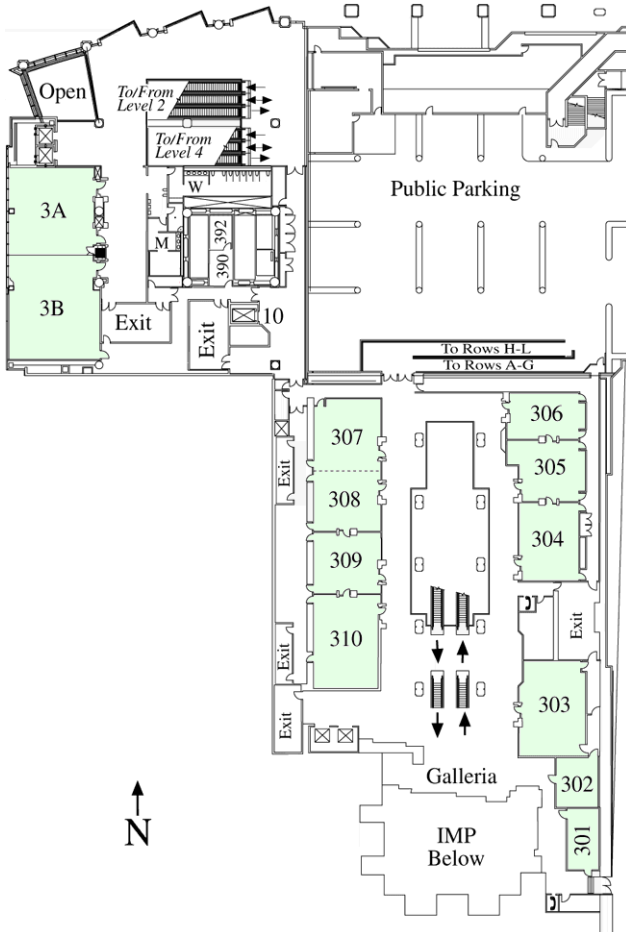 Open
To/From
Level 2
To/From
Level 4
W
Public Parking
3A
392
M
390
3B
Exit
Exit
10
To Rows H-L
To Rows A-G
306
307
305
Exit
308
304
309
310
Exit
Exit
303
Exit
Galleria
302
N
IMP
Below
301